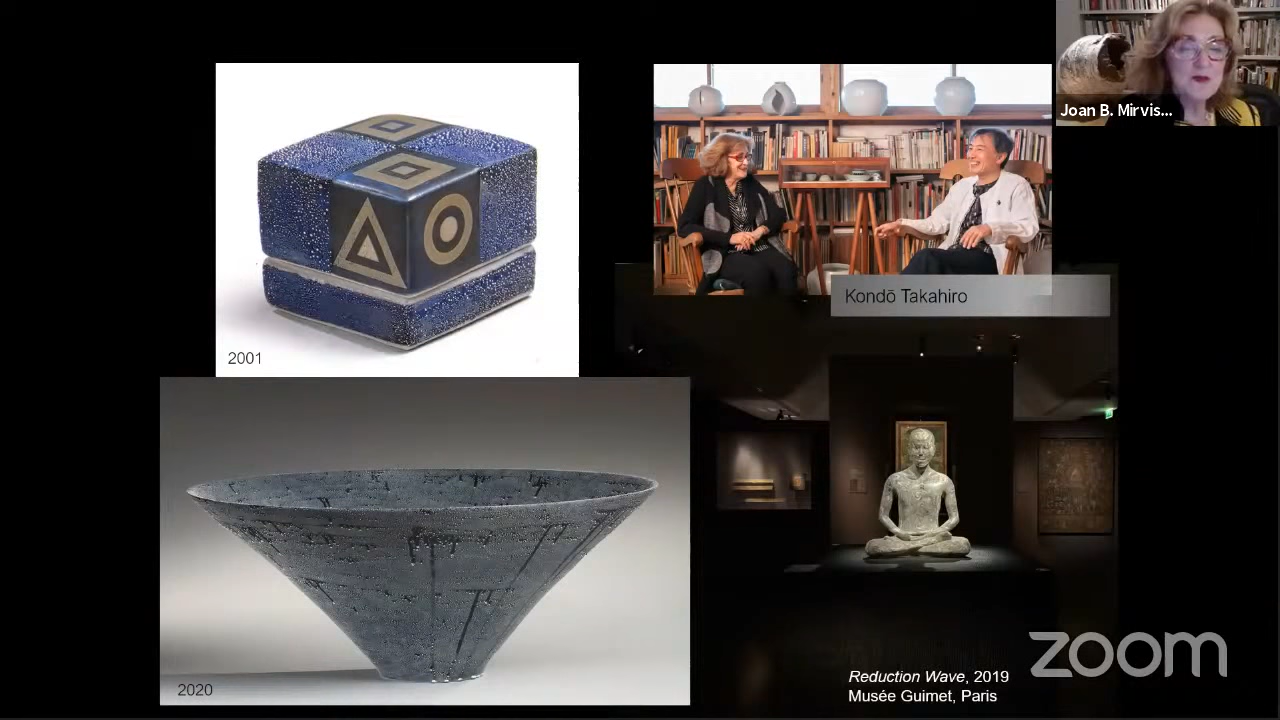 Joan B. Mirvis...
Kondō Takahiro
2001
2020
Reduction Wave, 2019
Musée Guimet, Paris
zoom